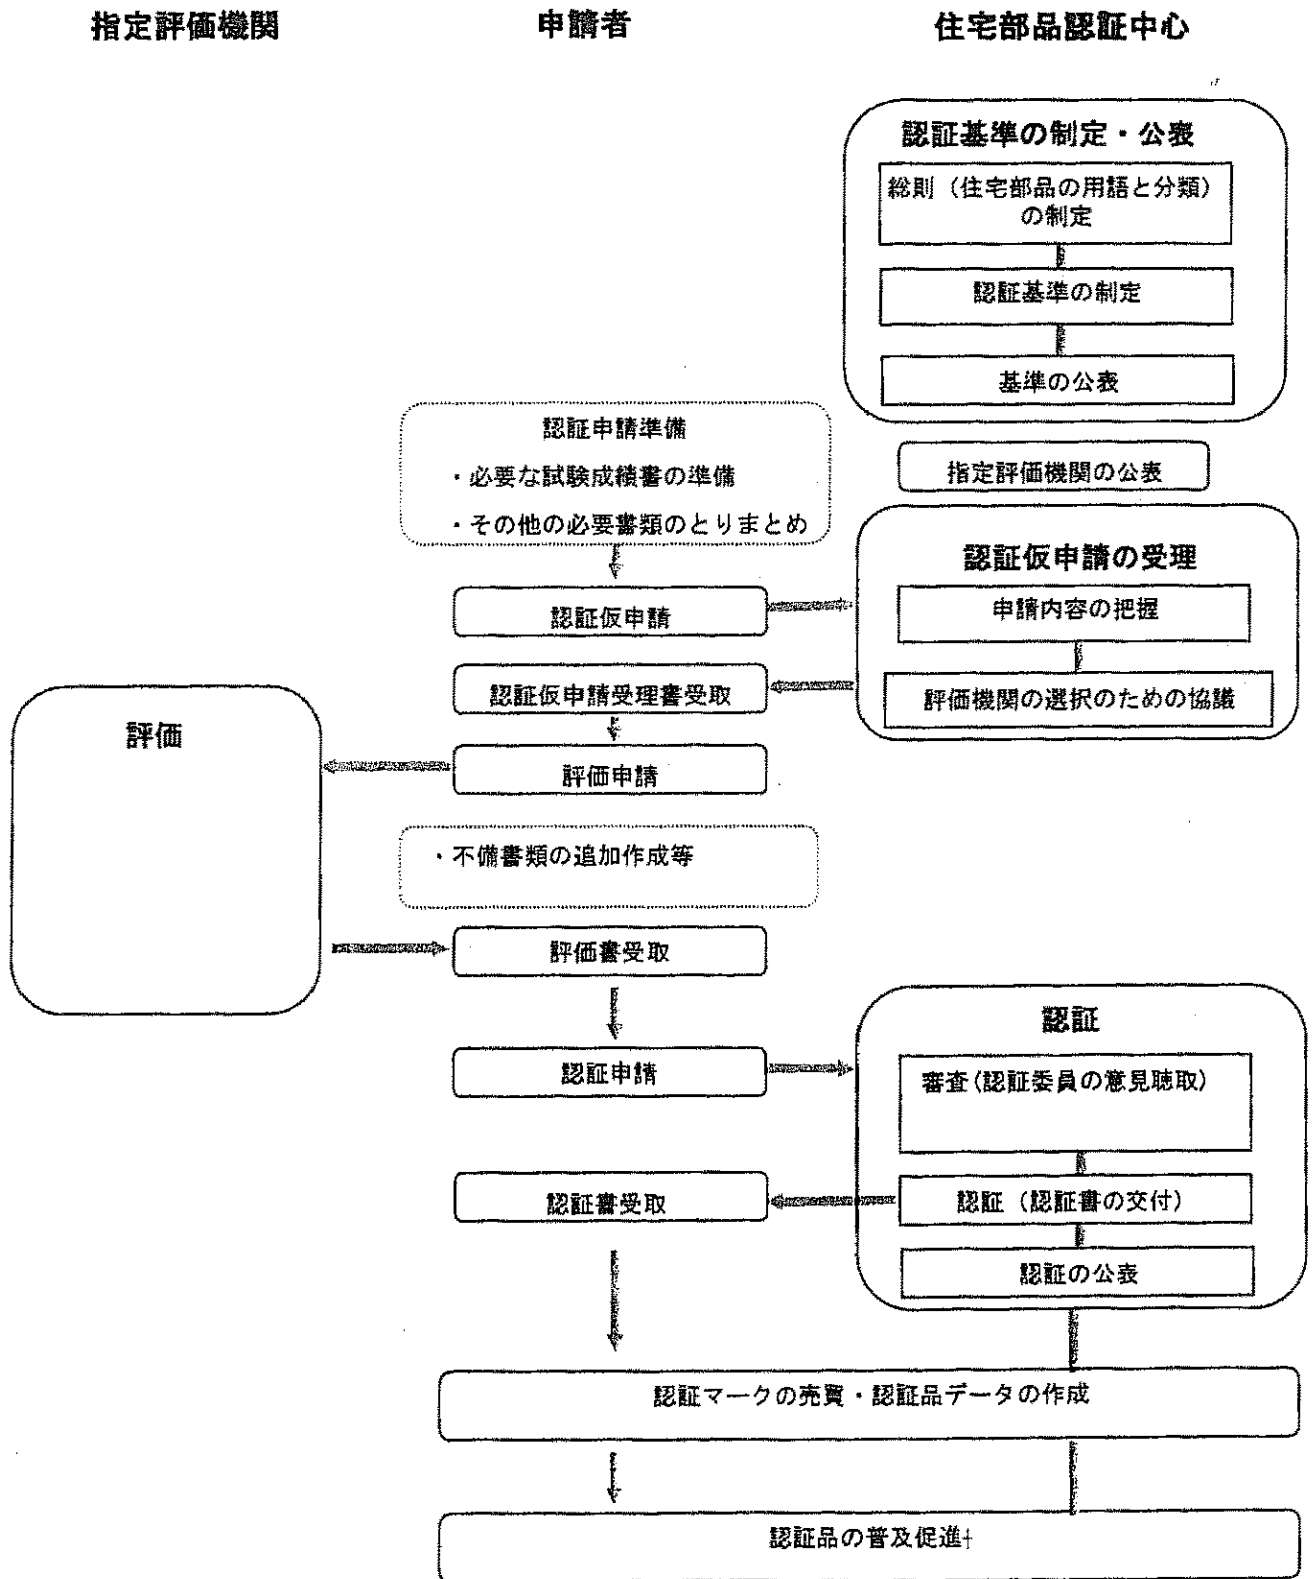 指定評価機関
申請者
住宅部品認証中心
認証基準の制定・公表
総則（住宅部品の用語と分類）
の制定
認証基準の制定
基準の公表
認証申請準備
・必要な試験成績書の準備
・その他の必要書類のとりまとめ
指定評価機関の公表
認証仮申請の受理
申請内容の把握
認証仮申請
認証仮申請受理書受取
評価機関の選択のための協議
評価
評価申請
・不備書類の追加作成等
評価書受取
認証
認証申請
審査(認証委員の意見聴取)
認証書受取
認証（認証書の交付）
認証の公表
認証マークの売買・認証品データの作成
認証品の普及促進